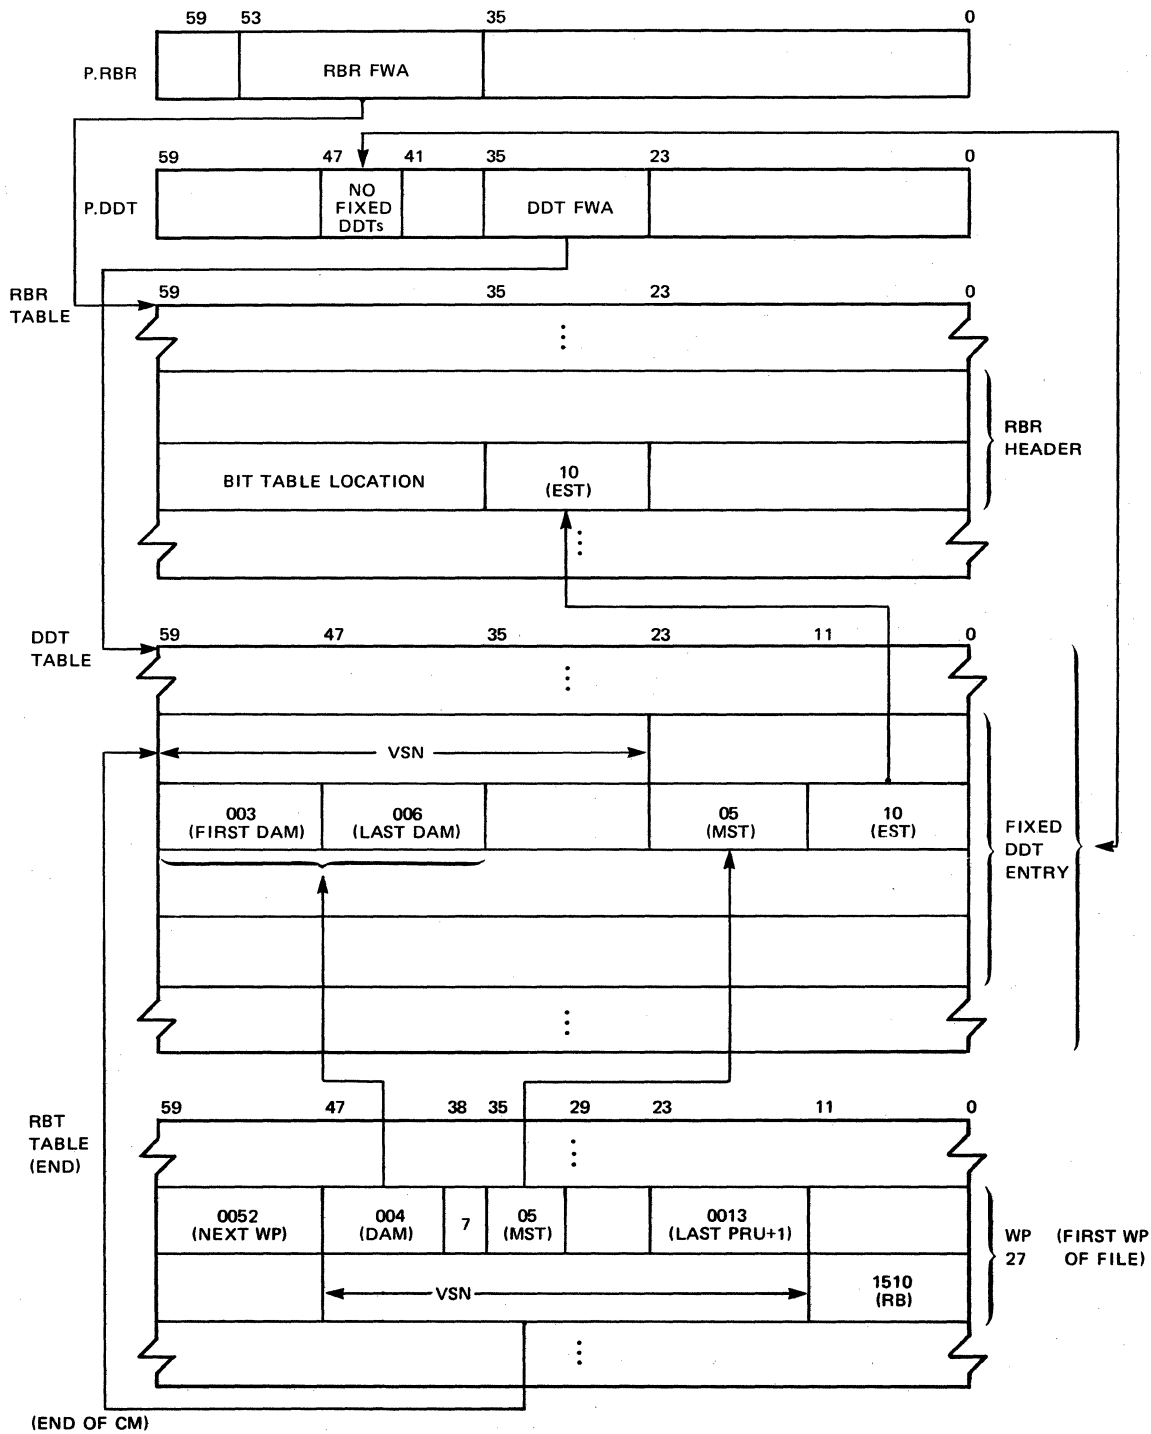 59 53 35 0
P.RBR
RBR FWA
59 47 41 35 23 0
P.DDT
NO
FIXED
DDTs
DDT FWA
RBR
TABLE
59 35 23 0
RBR
HEADER
BIT TABLE LOCATION
10
(EST)
DDT
TABLE
59 47 35 23 11 0
VSN
003
(FIRST DAM)
006
(LAST DAM)
05
(MST)
10
(EST)
FIXED
DDT
ENTRY
59 47 38 35 29 23 11 0
RBT
TABLE
(END)
0052
(NEXT WP)
004
(DAM)
7
05
(MST)
0013
(LAST PRU+1)
WP
27
(FIRST WP
OF FILE)
VSN
1510
(RB)
(END OF CM)